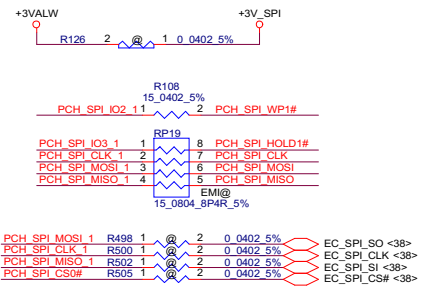 +3VALW +3V_SPI
R126 2 @ 1 0_0402_5%
R108
15_0402_5%
PCH_SPI_IO2_1 1 2 PCH_SPI_WP1#
RP19
PCH_SPI_IO3_1 1 8 PCH_SPI_HOLD1#
PCH_SPI_CLK_1 2 7 PCH_SPI_CLK
PCH_SPI_MOSI_1 3 6 PCH_SPI_MOSI
PCH_SPI_MISO_1 4 5 PCH_SPI_MISO
EMI@
15_0804_8P4R_5%
PCH_SPI_MOSI_1 R498 1 @ 2 0_0402_5% EC_SPI_SO <38>
PCH_SPI_CLK_1 R500 1 @ 2 0_0402_5% EC_SPI_CLK <38>
PCH_SPI_MISO_1 R502 1 @ 2 0_0402_5% EC_SPI_SI <38>
PCH_SPI_CS0# R505 1 @ 2 0_0402_5% EC_SPI_CS# <38>